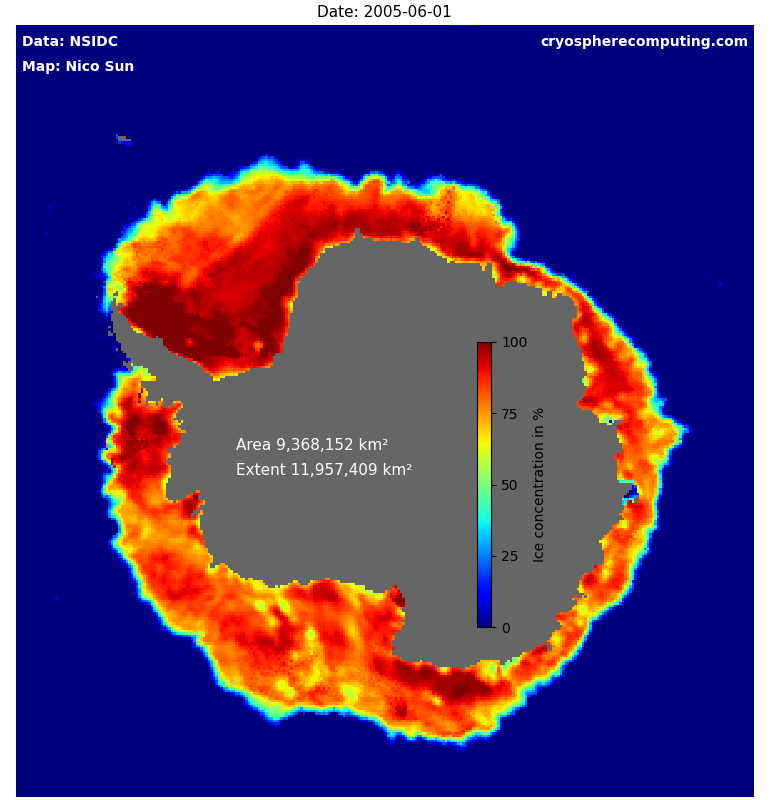 Date: 2005-06-01
Data: NSIDC
cryospherecomputing.com
Map: Nico Sun
100
75
Area 9,368,152 km²
Extent 11,957,409 km²
50
25
0
Ice concentration in %